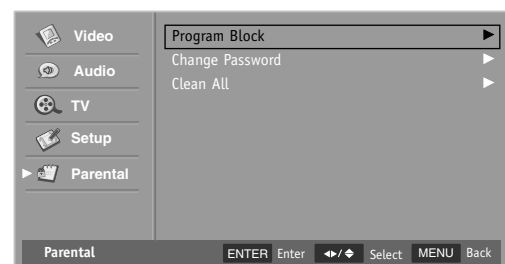 Video
Audio
TV
Setup
Parental
Program Block
Change Password
Clean All
Parental ENTER Enter Select MENU Back